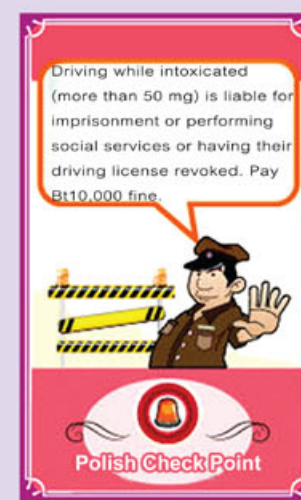 Driving while intoxicated
(more than 50 mg) is liable for
imprisonment or performing
social services or having their
driving license revoked. Pay
Bt10,000 fine.
Polish Check Point